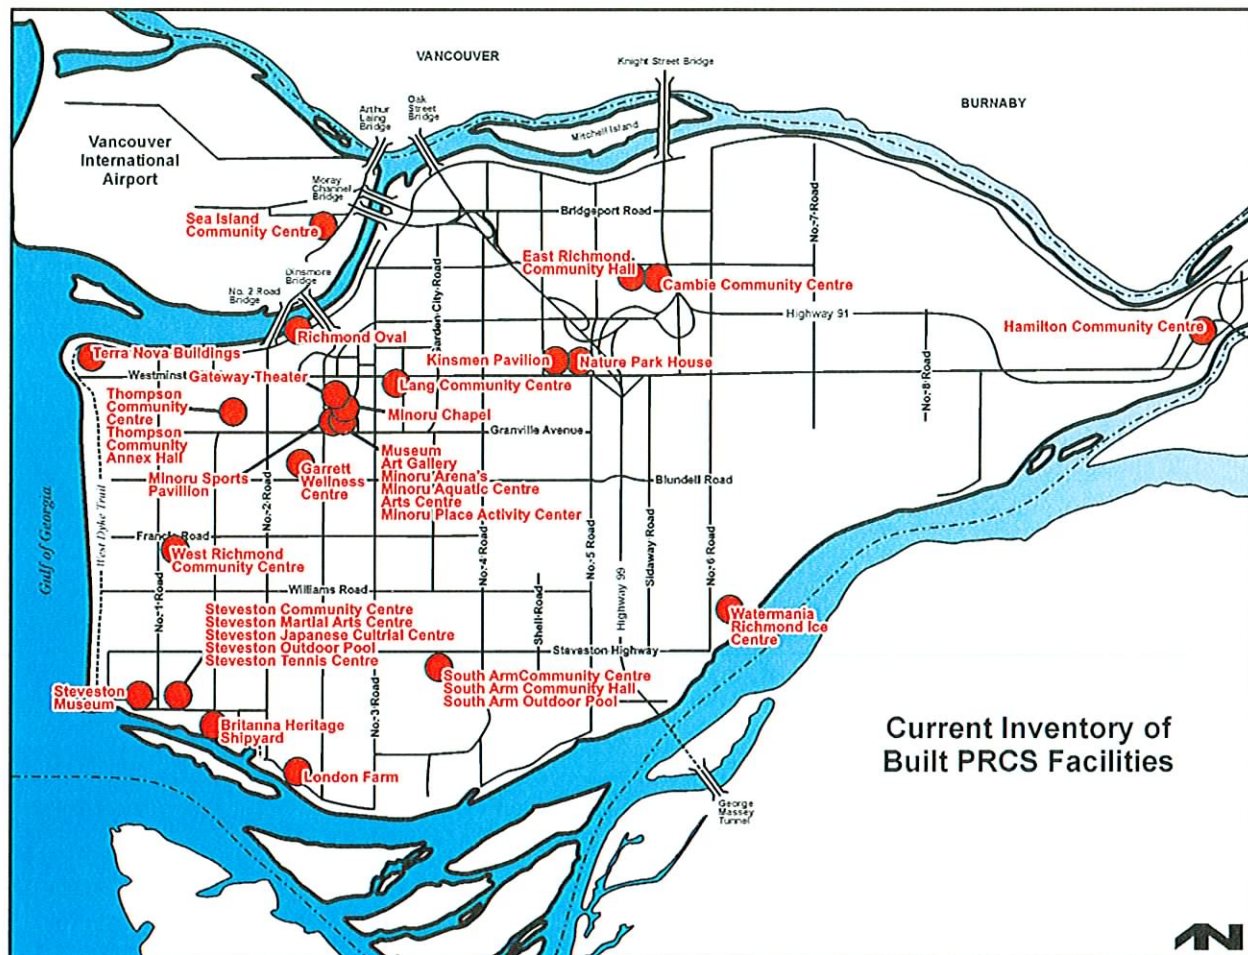 VANCOUVER
Knight Street Bridge
BURNABY
Arthur
Laing
Bridge
Oak
Street
Bridge
Mitchell Island
Vancouver
International
Airport
Moray
Channel
Bridge
Sea Island
Community Centre
Bridgeport Road
No. 7 Road
East Richmond
Community Hall
Cambie Community Centre
Dinsmore
Bridge
No. 2 Road
Bridge
Garden City Road
Highway 91
Hamilton Community Centre
Richmond Oval
Terra Nova Buildings
Kinsmen Pavilion
Nature Park House
Westminst
Gateway Theater
Lang Community Centre
No. 8 Road
Thompson
Community
Centre
Thompson
Community
Annex Hall
Minoru Chapel
Granville Avenue
Museum
Art Gallery
Minoru Arena's
Minoru Aquatic Centre
Arts Centre
Minoru Place Activity Center
Minoru Sports
Pavillion
Garrett
Wellness
Centre
Blundell Road
Gulf of Georgia
West Dyke Trail
No. 2 Road
Francis Road
West Richmond
Community Centre
No. 4 Road
No. 5 Road
Sidaway Road
No. 6 Road
Highway 99
Shell Road
No. 1 Road
Williams Road
Steveston Community Centre
Steveston Martial Arts Centre
Steveston Japanese Cultrial Centre
Steveston Outdoor Pool
Steveston Tennis Centre
Watermania
Richmond Ice
Centre
Steveston Highway
South ArmCommunity Centre
South Arm Community Hall
South Arm Outdoor Pool
Steveston
Museum
No. 3 Road
Britanna Heritage
Shipyard
London Farm
Current Inventory of
Built PRCS Facilities
George
Massey
Tunnel
N